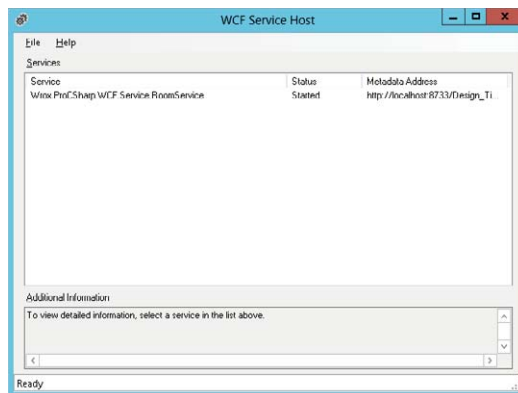 WCF Service Host
File Help
Services
Service Status Metadata Address
Wrox.ProCSharp.WCF.Service.RoomService Started http://localhost:8733/Design_Ti...
Additional Information
To view detailed information, select a service in the list above.
Ready